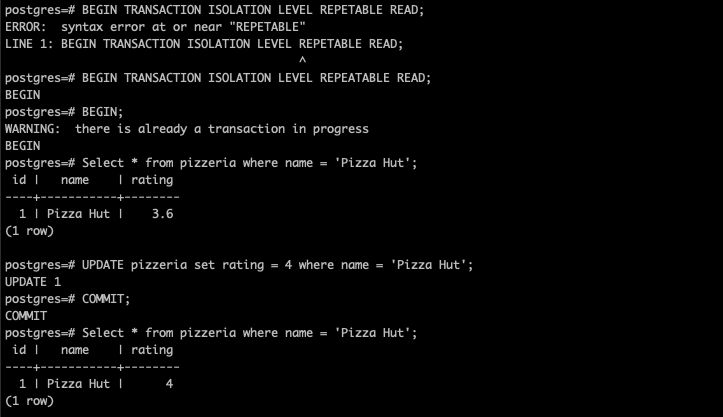 postgres=# BEGIN TRANSACTION ISOLATION LEVEL REPETABLE READ;
ERROR:  syntax error at or near "REPETABLE"
LINE 1: BEGIN TRANSACTION ISOLATION LEVEL REPETABLE READ;
                                          ^
postgres=# BEGIN TRANSACTION ISOLATION LEVEL REPEATABLE READ;
BEGIN
postgres=# BEGIN;
WARNING:  there is already a transaction in progress
BEGIN
postgres=# Select * from pizzeria where name = 'Pizza Hut';
 id |   name    | rating
----+-----------+--------
  1 | Pizza Hut |    3.6
(1 row)

postgres=# UPDATE pizzeria set rating = 4 where name = 'Pizza Hut';
UPDATE 1
postgres=# COMMIT;
COMMIT
postgres=# Select * from pizzeria where name = 'Pizza Hut';
 id |   name    | rating
----+-----------+--------
  1 | Pizza Hut |      4
(1 row)